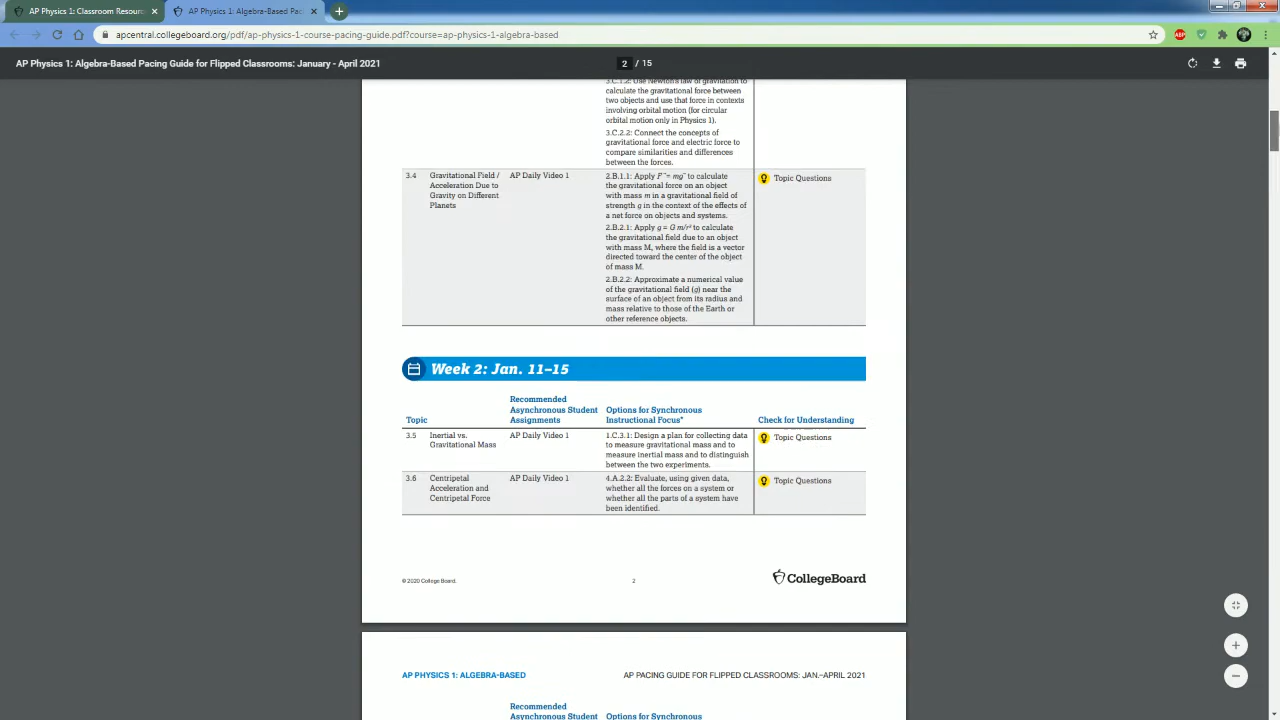 AP Physics 1: Classroom Resourc
AP Physics 1: Algebra-Based Pac
apcentral.collegeboard.org/pdf/ap-physics-1-course-pacing-guide.pdf?course=ap-physics-1-algebra-based
ABP
AP Physics 1: Algebra-Based Pacing Guide for Flipped Classrooms: January - April 2021
2 / 15
3.C.1.2: Use Newton's law of gravitation to
calculate the gravitational force between
two objects and use that force in contexts
involving orbital motion (for circular
orbital motion only in Physics 1).
3.C.2.2: Connect the concepts of
gravitational force and electric force to
compare similarities and differences
between the forces.
3.4
Gravitational Field /
Acceleration Due to
Gravity on Different
Planets
AP Daily Video 1
2.B.1.1: Apply F⃗ = mg⃗ to calculate
the gravitational force on an object
with mass m in a gravitational field of
strength g in the context of the effects of
a net force on objects and systems.
2.B.2.1: Apply g = G m/r² to calculate
the gravitational field due to an object
with mass M, where the field is a vector
directed toward the center of the object
of mass M.
2.B.2.2: Approximate a numerical value
of the gravitational field (g) near the
surface of an object from its radius and
mass relative to those of the Earth or
other reference objects.
Topic Questions
Week 2: Jan. 11–15
Topic
Recommended
Asynchronous Student
Assignments
Options for Synchronous
Instructional Focus*
Check for Understanding
3.5
Inertial vs.
Gravitational Mass
AP Daily Video 1
1.C.3.1: Design a plan for collecting data
to measure gravitational mass and to
measure inertial mass and to distinguish
between the two experiments.
Topic Questions
3.6
Centripetal
Acceleration and
Centripetal Force
AP Daily Video 1
4.A.2.2: Evaluate, using given data,
whether all the forces on a system or
whether all the parts of a system have
been identified.
Topic Questions
© 2020 College Board.
2
CollegeBoard
AP PHYSICS 1: ALGEBRA-BASED
AP PACING GUIDE FOR FLIPPED CLASSROOMS: JAN.–APRIL 2021
Recommended
Asynchronous Student
Options for Synchronous